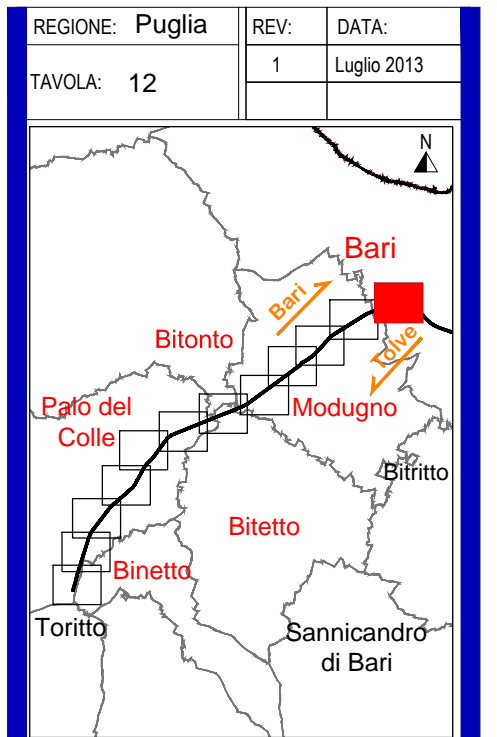 REGIONE: Puglia
REV:
DATA:
TAVOLA: 12
1
Luglio 2013
N
Bari
Bari
Tolve
Bitonto
Palo del
Colle
Modugno
Bitritto
Bitetto
Binetto
Toritto
Sannicandro
di Bari